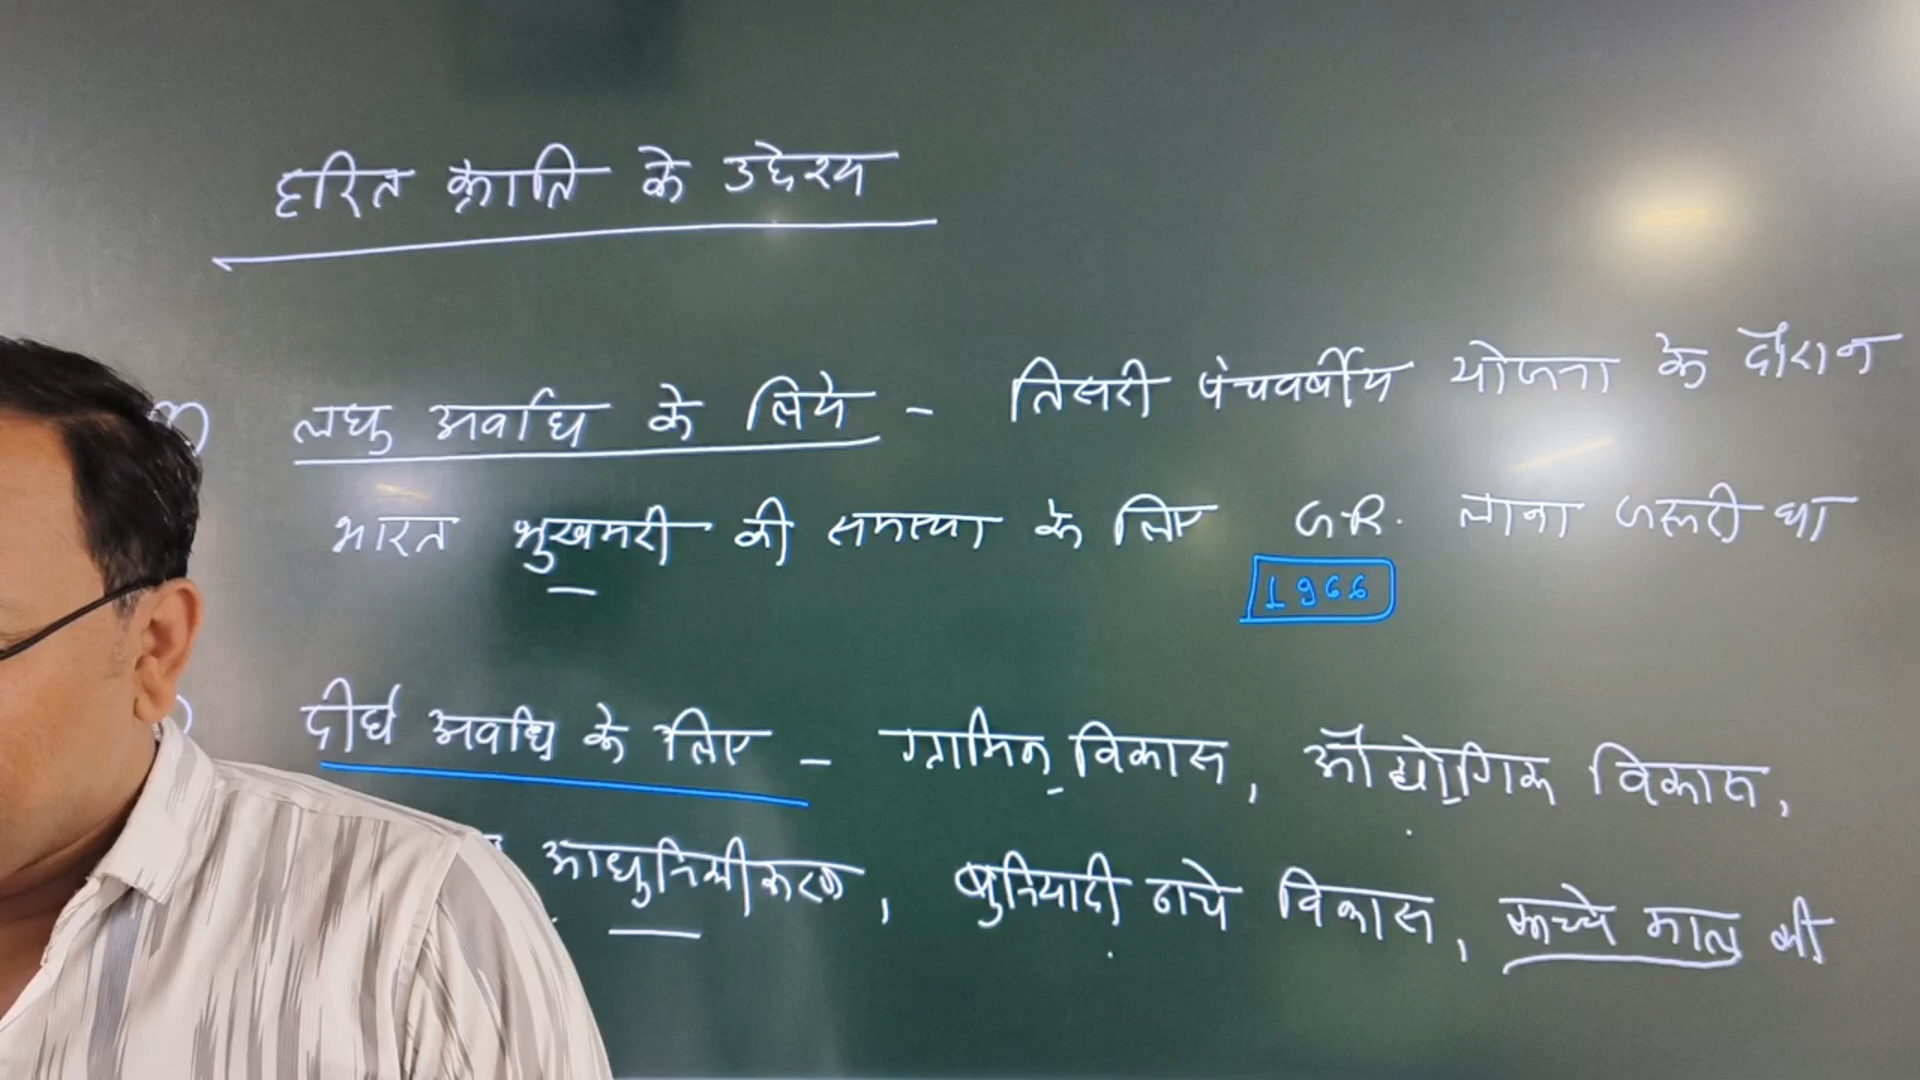 हरित क्रांति के उद्देश्य
लघु अवधि के लिये - तिसरी पंचवर्षीय योजना के दौरान
भारत भुखमरी की समस्या के लिए G.R. लाना जरूरी था
1966
दीर्घ अवधि के लिए - ग्रामिण विकास, औद्योगिक विकास,
आधुनिकीकरण, बुनियादी ढाचे विकास, कच्चे माल की